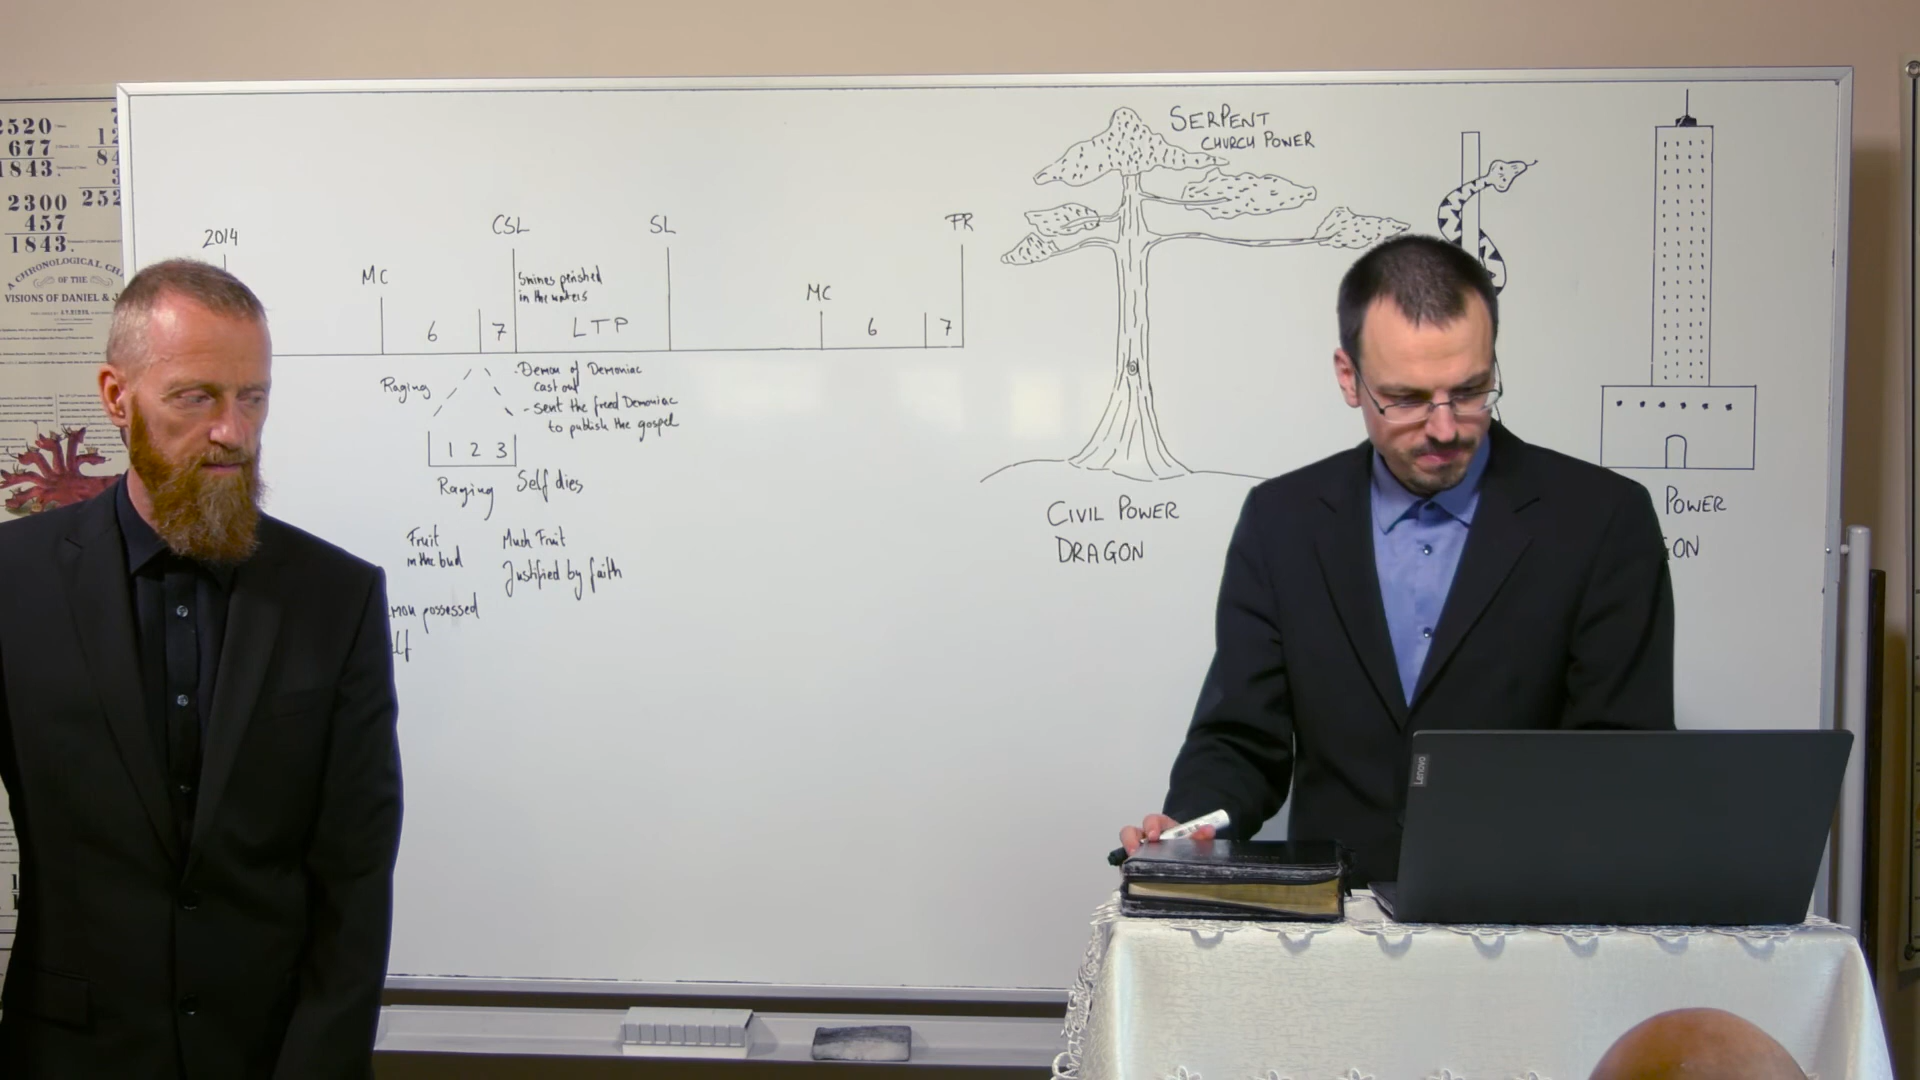 2520
677
1843.
2300
457
1843.
252
A CHRONOLOGICAL
OF THE
VISIONS OF DANIEL &
2014
MC
CSL
SL
MC
PR
Swines perished
in the waters
6
7
LTP
6
7
Raging
- Demon of Demoniac
cast out
- sent the freed Demoniac
to publish the gospel
1 2 3
Raging
Self dies
Fruit
in the bud
Much Fruit
Justified by faith
possessed
SERPENT
CHURCH POWER
CIVIL POWER
DRAGON
POWER
Lenovo